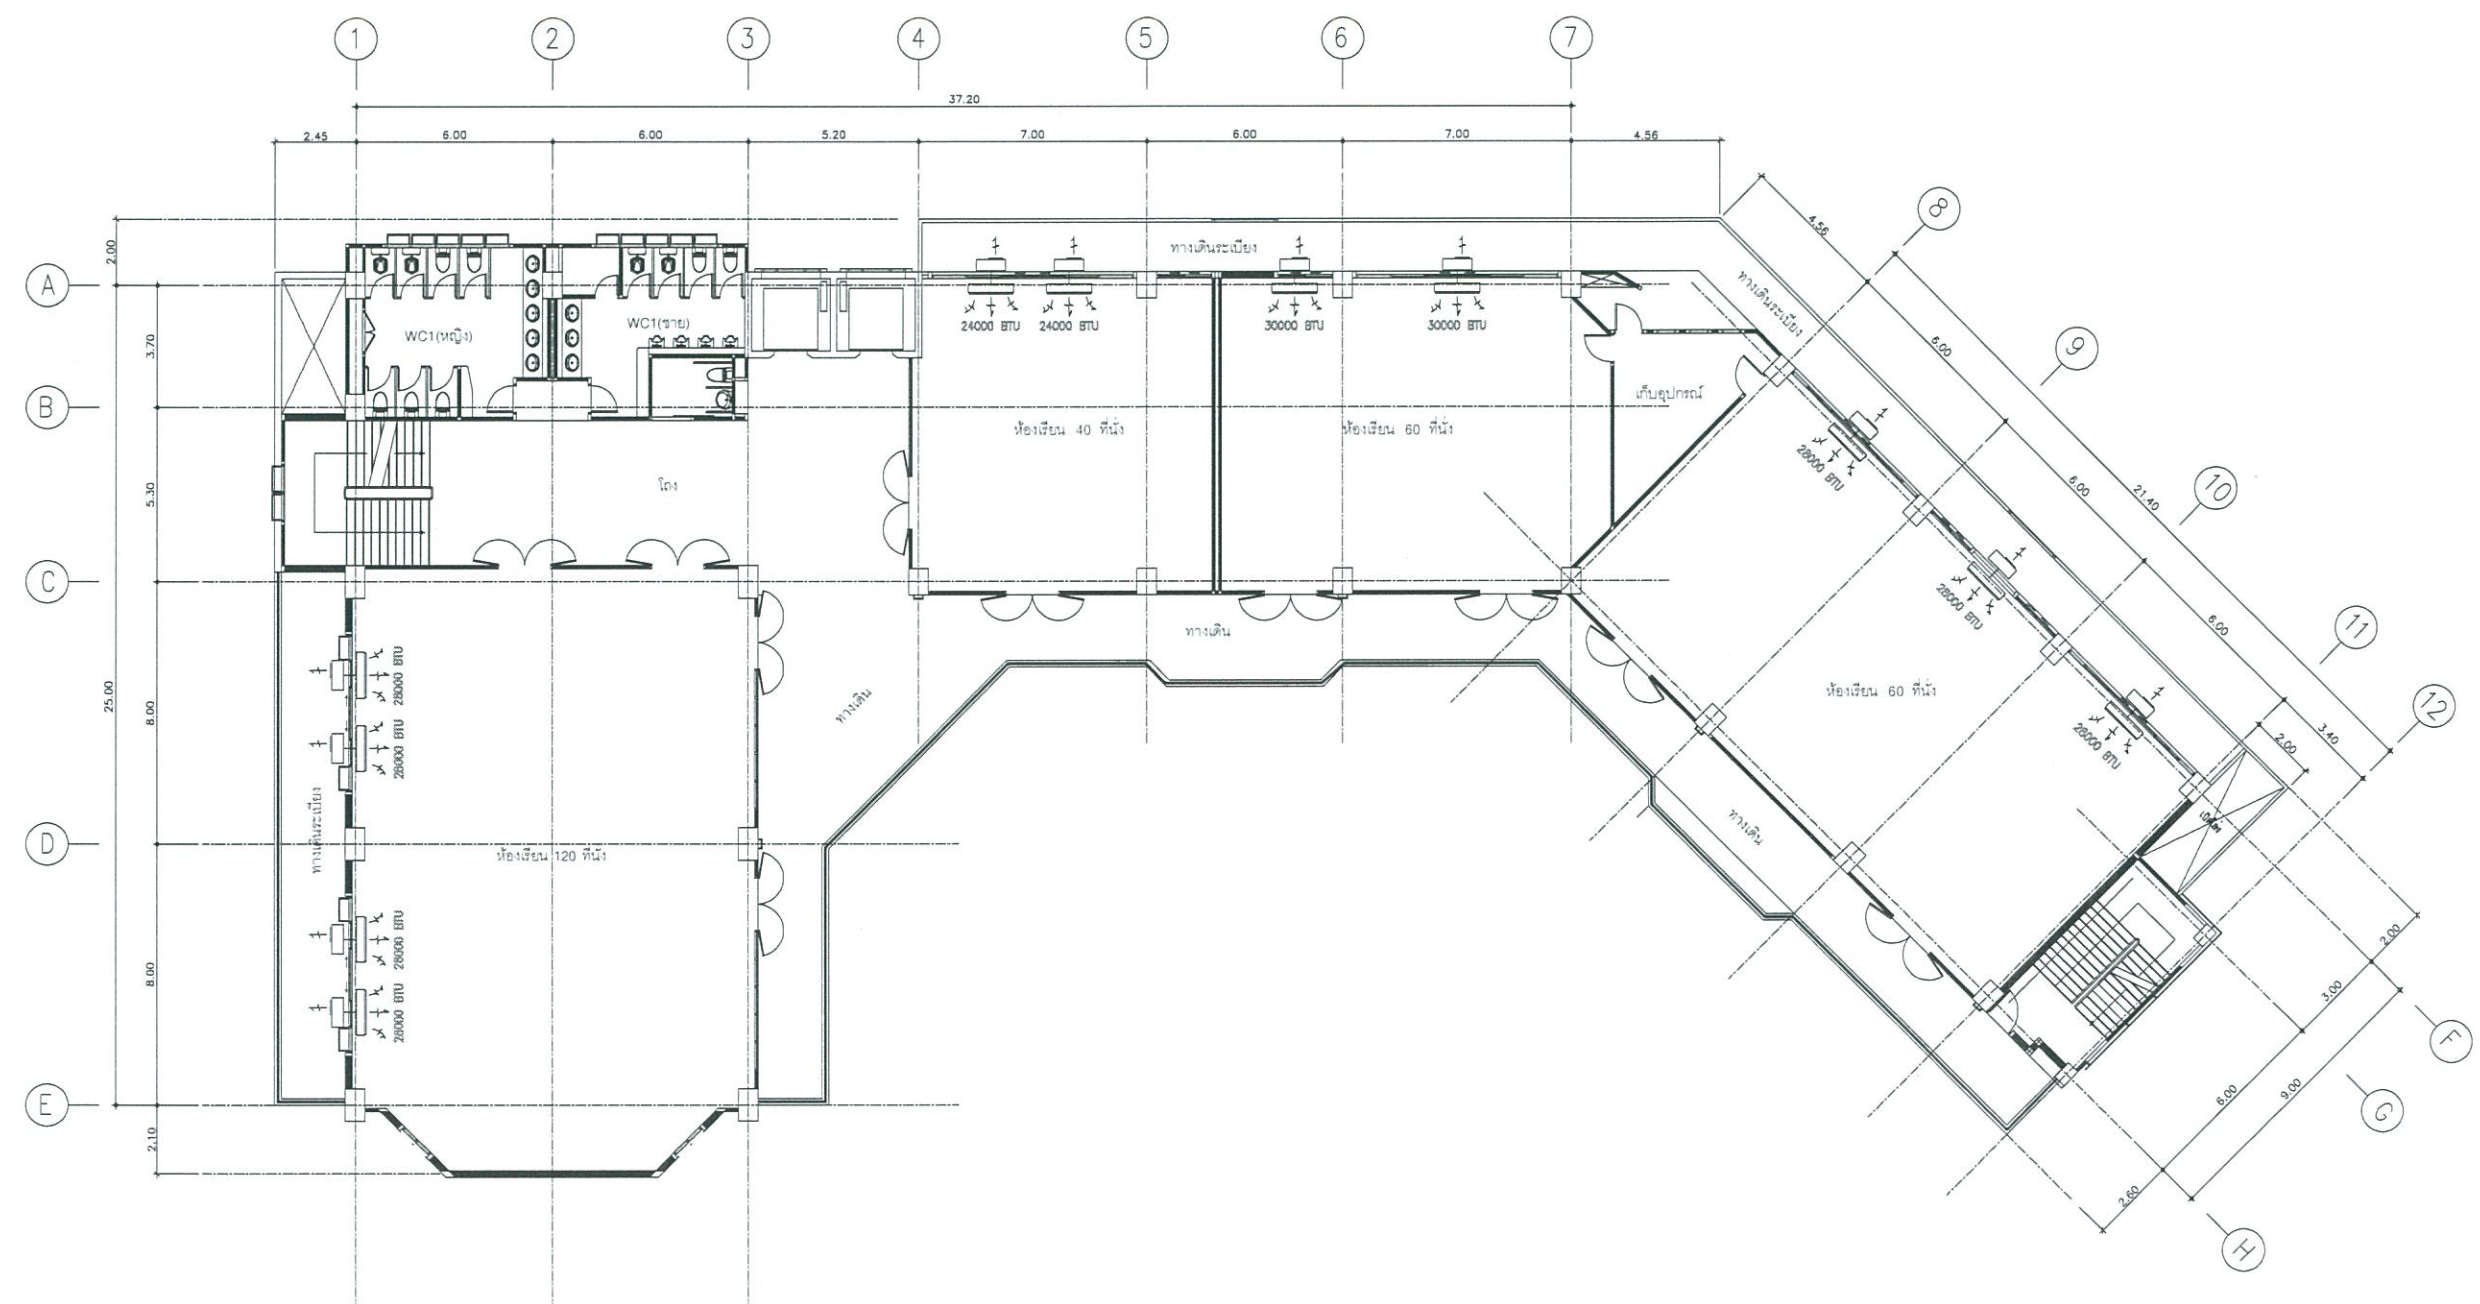 1 2 3 4 5 6 7
37.20
2.45 6.00 6.00 5.20 7.00 6.00 7.00 4.56
8
4.56
9
6.00
10
6.00
21.40
11
6.00
12
3.40
2.00
2.00
A
3.70
B
5.30
C
25.00
8.00
D
8.00
E
2.10
ทางเดินระเบียง
ทางเดินระเบียง
WC1(หญิง)
WC1(ชาย)
24000 BTU 24000 BTU
30000 BTU
30000 BTU
เก็บอุปกรณ์
ห้องเรียน 40 ที่นั่ง
ห้องเรียน 60 ที่นั่ง
28000 BTU
โถง
28000 BTU
ทางเดิน
28000 BTU
28000 BTU
ห้องเรียน 60 ที่นั่ง
ทางเดิน
28000 BTU
ทางเดินระเบียง
ห้องเรียน 120 ที่นั่ง
ทางเดิน
28000 BTU
28000 BTU
2.00
F
3.00
G
6.00
9.00
H
2.60